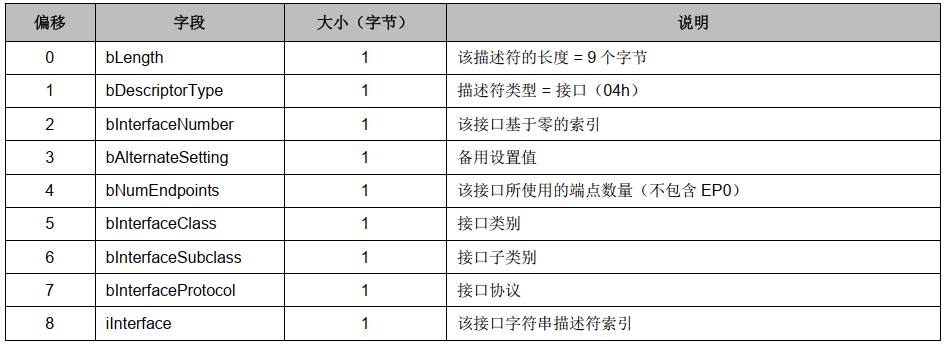 偏移 字段 大小（字节） 说明
0 bLength 1 该描述符的长度 = 9 个字节
1 bDescriptorType 1 描述符类型 = 接口（04h）
2 bInterfaceNumber 1 该接口基于零的索引
3 bAlternateSetting 1 备用设置值
4 bNumEndpoints 1 该接口所使用的端点数量（不包含 EP0）
5 bInterfaceClass 1 接口类别
6 bInterfaceSubclass 1 接口子类别
7 bInterfaceProtocol 1 接口协议
8 iInterface 1 该接口字符串描述符索引